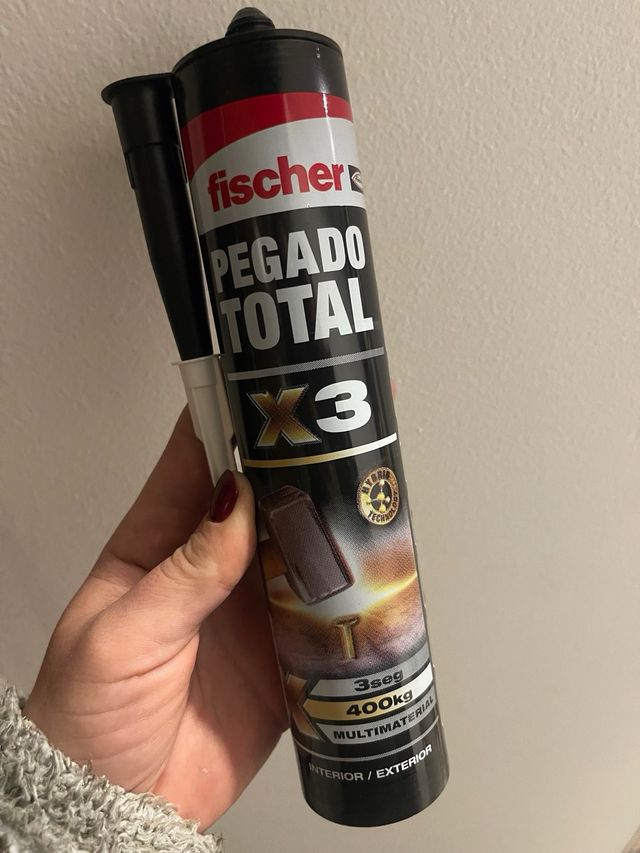 fischer
PEGADO
TOTAL
X3
HYBRID
TECHNOLOGY
3seg
400kg
MULTIMATERIAL
INTERIOR / EXTERIOR